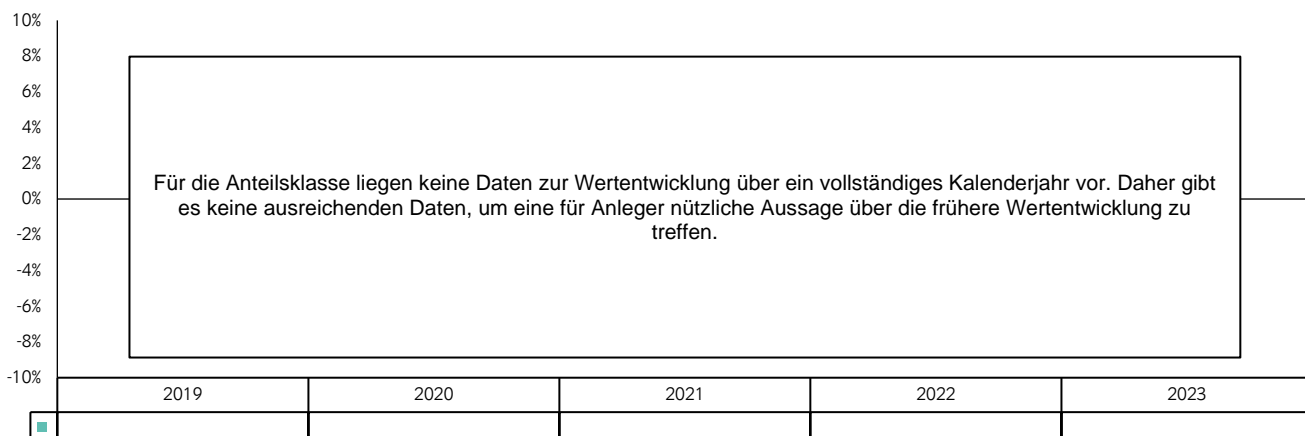 10%
8%
6%
4%
2%
0%
-2%
-4%
-6%
-8%
-10%
Für die Anteilsklasse liegen keine Daten zur Wertentwicklung über ein vollständiges Kalenderjahr vor. Daher gibt
es keine ausreichenden Daten, um eine für Anleger nützliche Aussage über die frühere Wertentwicklung zu
treffen.
2019 2020 2021 2022 2023